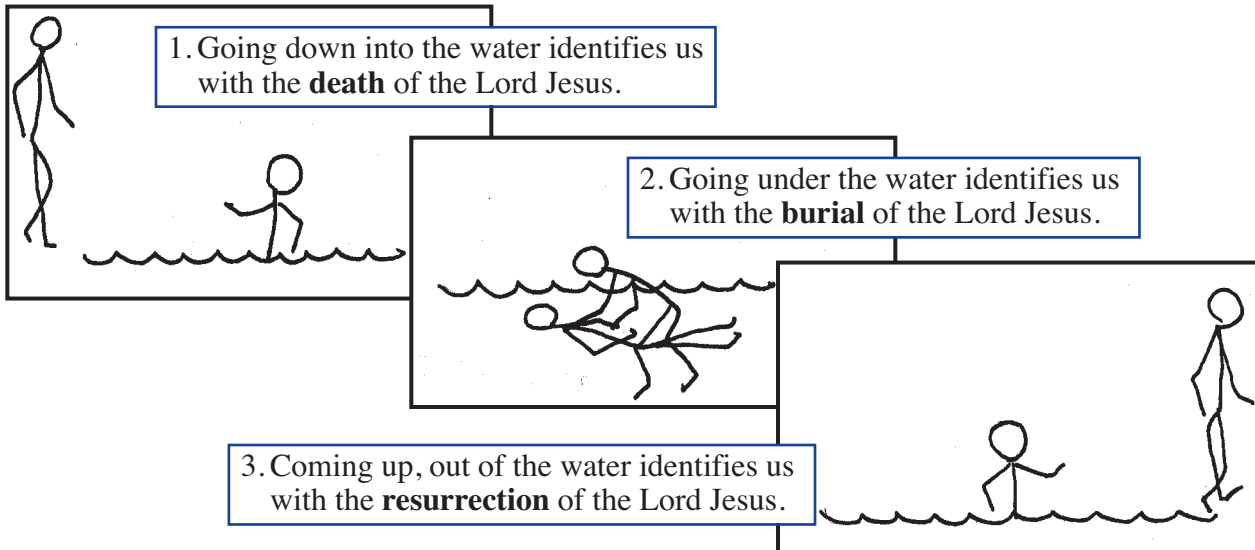 1. Going down into the water identifies us
with the death of the Lord Jesus.
2. Going under the water identifies us
with the burial of the Lord Jesus.
3. Coming up, out of the water identifies us
with the resurrection of the Lord Jesus.